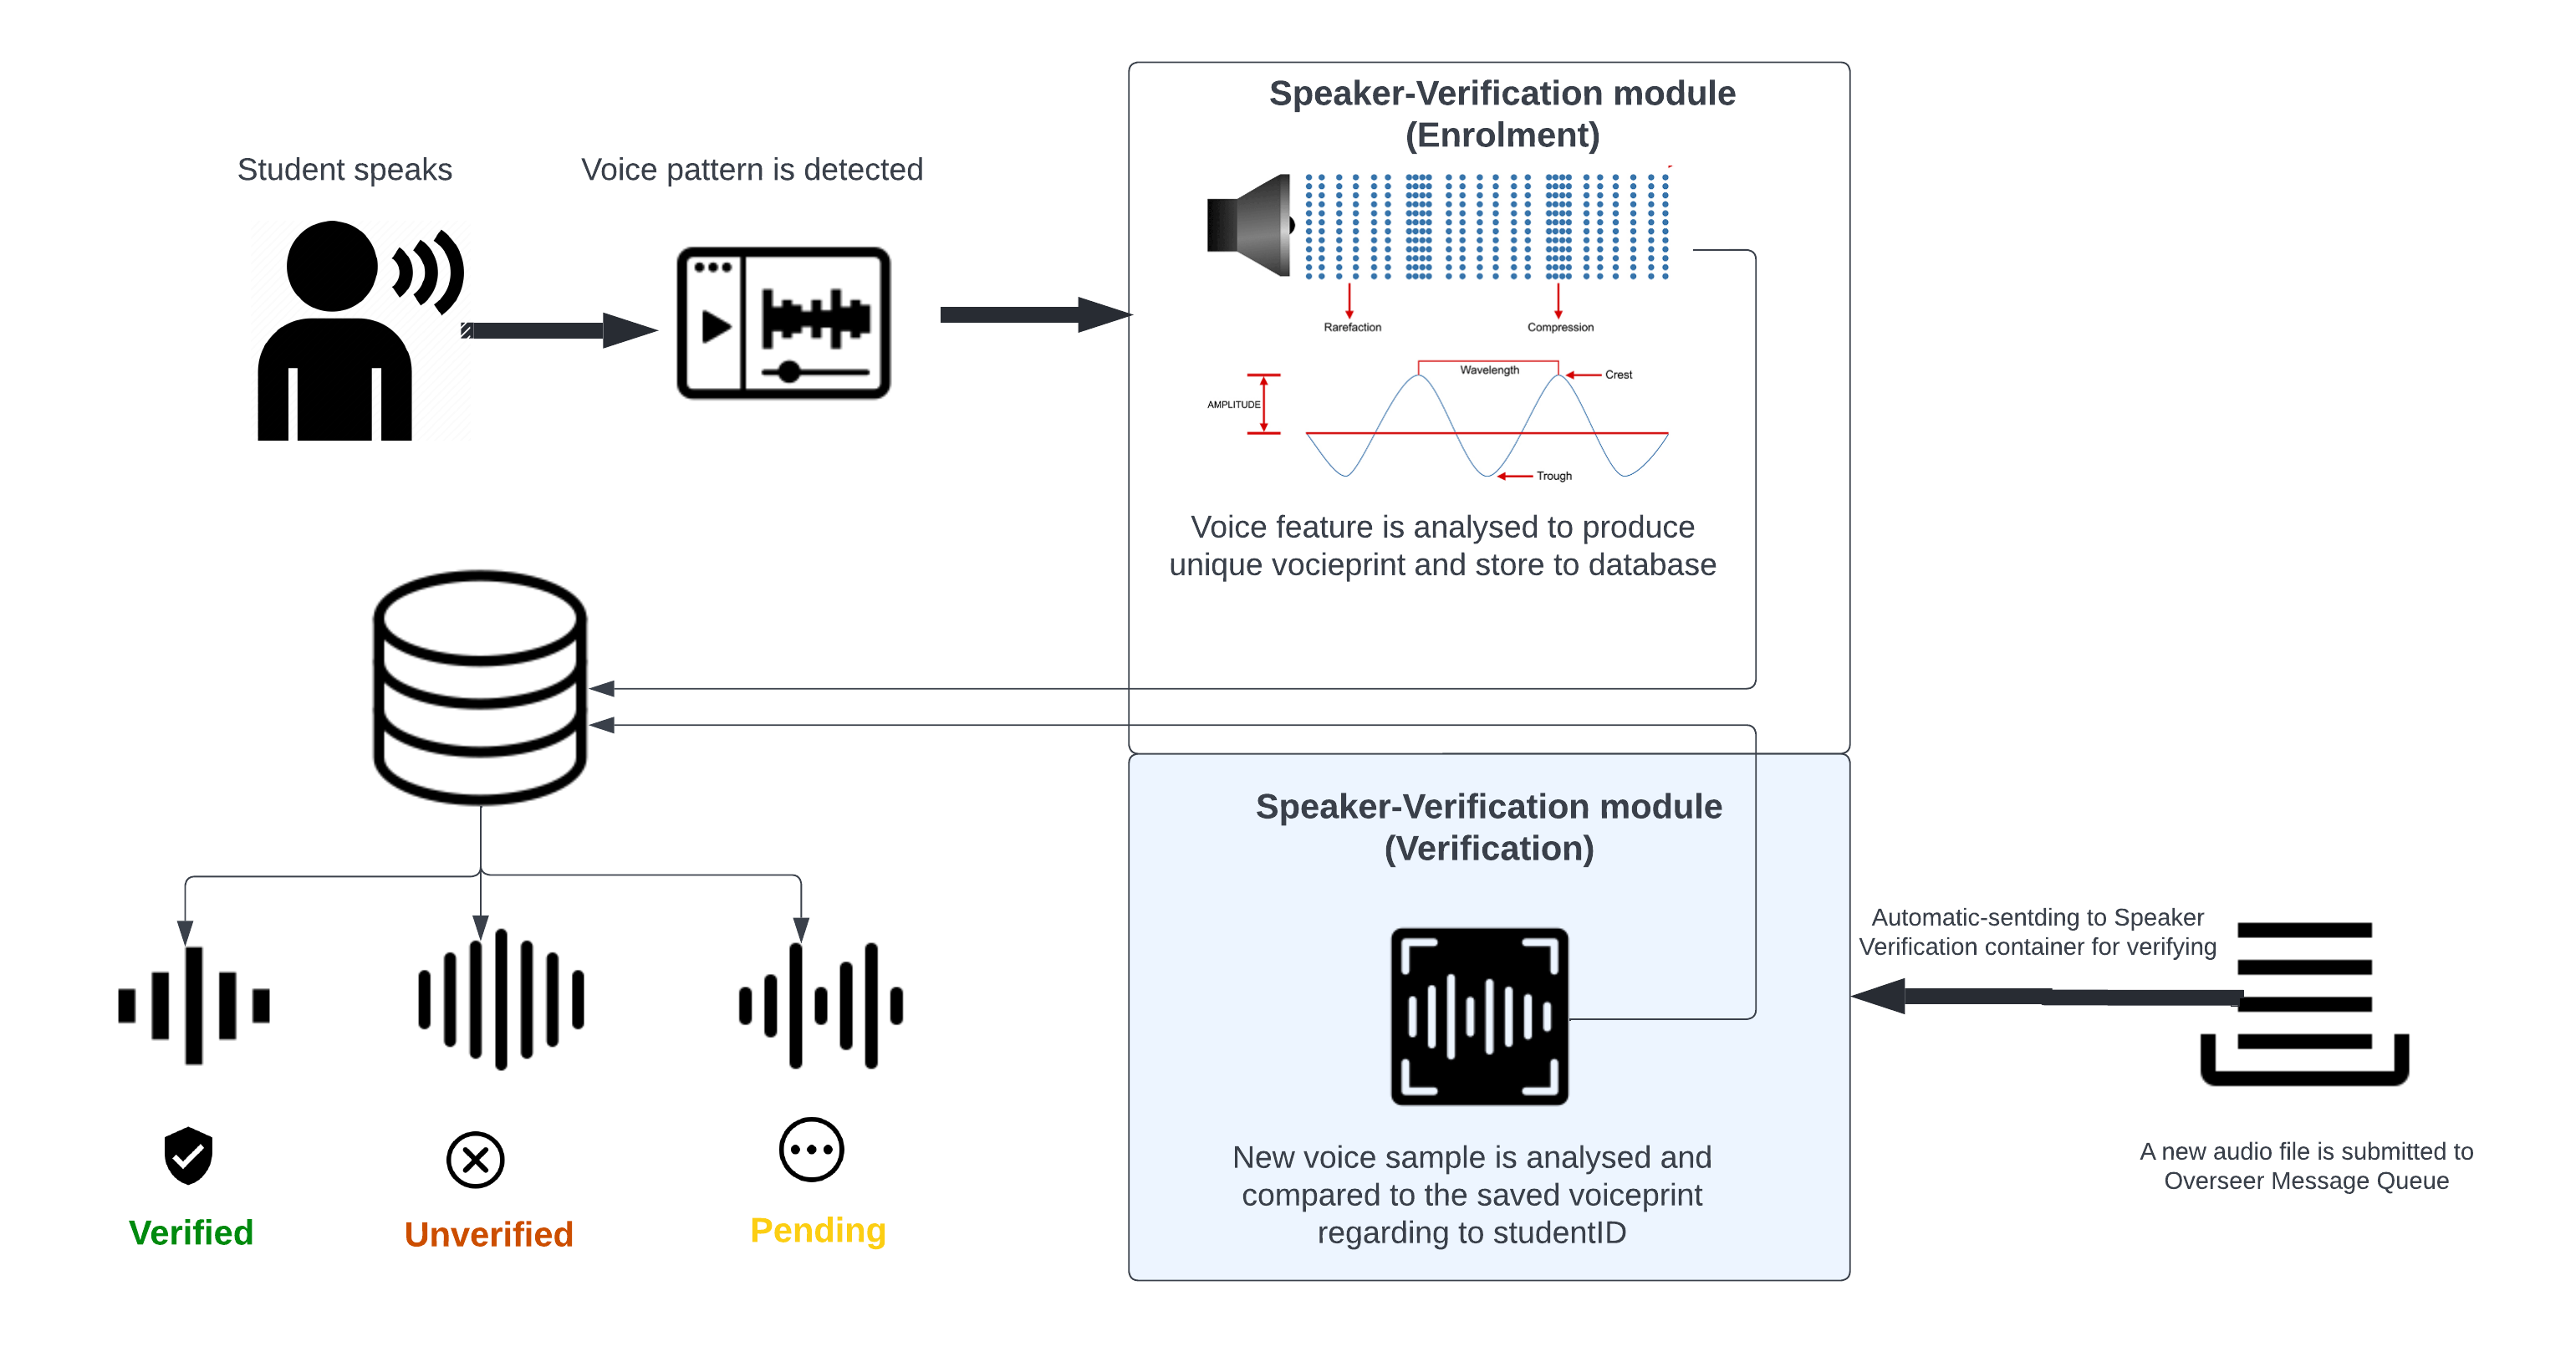 Speaker-Verification module
(Enrolment)
Student speaks
Voice pattern is detected
Rarefaction
Compression
Wavelength
Crest
AMPLITUDE
Trough
Voice feature is analysed to produce
unique vocieprint and store to database
Speaker-Verification module
(Verification)
Automatic-sentding to Speaker
Verification container for verifying
New voice sample is analysed and
compared to the saved voiceprint
regarding to studentID
A new audio file is submitted to
Overseer Message Queue
Verified
Unverified
Pending